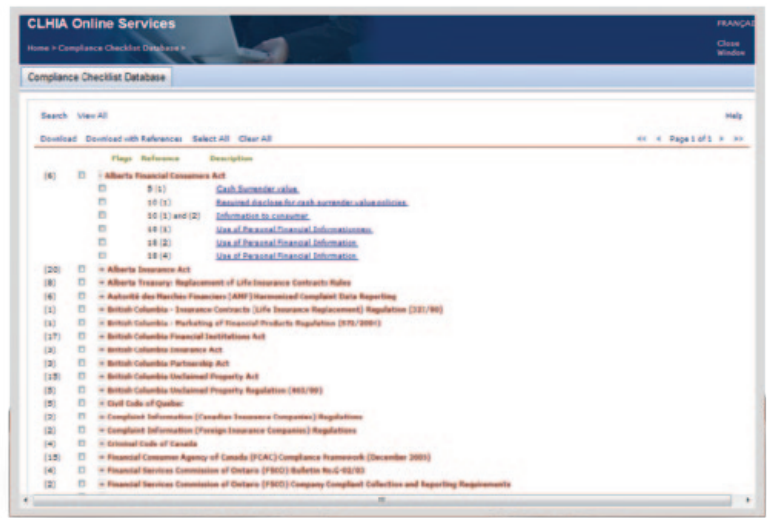 CLHIA Online Services
FRANÇAI
Home > Compliance Checklist Database >
Close Window
Compliance Checklist Database
Search View All Help
Download Download with References Select All Clear All << < Page 1 of 1 > >>
Flags Reference Description
(6) Alberta Financial Consumers Act
5 (1) Cash Surrender value.
10 (1) Required disclose for cash surrender value policies.
10 (1) and (2) Information to consumer.
18 (1) Use of Personal Financial
18 (2) Use of Personal Financial Information.
18 (4) Use of Personal Financial Information.
(20) Alberta Insurance Act
(8) Alberta Treasury: Replacement of Life Insurance Contracts Rules
(6) Autorité des Marches Financiers (AMF) Harmonized Complaint Data Reporting
(1) British Columbia - Insurance Contracts (Life Insurance Replacement) Regulation
(1) British Columbia - Marketing of Financial Products Regulation
(17) British Columbia Financial Institutions Act
British Columbia Insurance Act
British Columbia Partnership Act
British Columbia Unclaimed Property Act
British Columbia Unclaimed Property Regulation
Civil Code of Quebec
Complaint Information (Canadian Insurance Companies) Regulations
(2) Complaint Information (Foreign Insurance Companies) Regulations
(4) Criminal Code of Canada
Financial Consumer Agency of Canada (FCAC) Compliance Framework (December 2005)
(4) Financial Services Commission of Ontario (FSCO) Bulletin No.G-02/03
(2) Financial Services Commission of Ontario (FSCO) Company Complaint Collection and Reporting Requirements